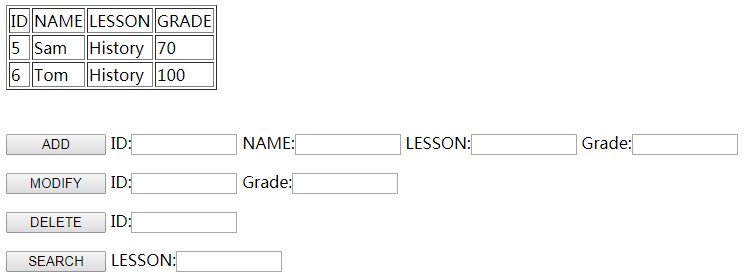 ID NAME LESSON GRADE
5 Sam History 70
6 Tom History 100
ADD ID: NAME: LESSON: Grade:
MODIFY ID: Grade:
DELETE ID:
SEARCH LESSON: